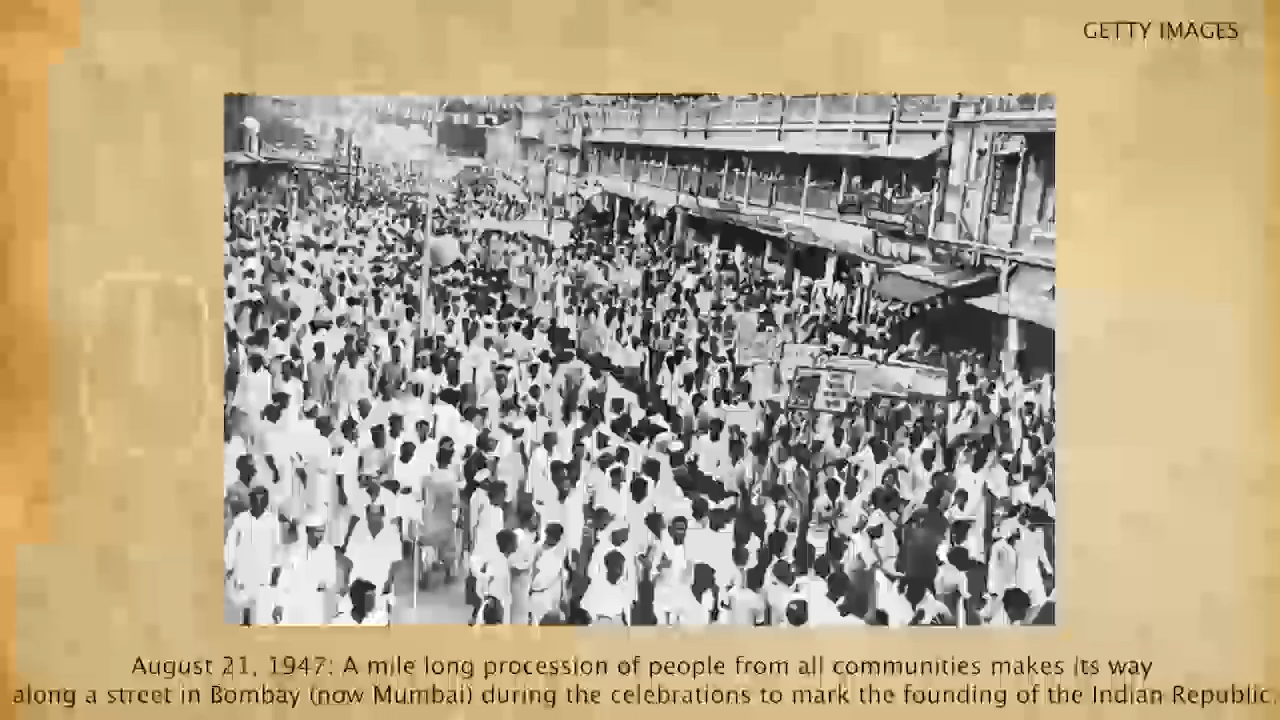 GETTY IMAGES
August 21, 1947: A mile long procession of people from all communities makes its way
along a street in Bombay (now Mumbai) during the celebrations to mark the founding of the Indian Republic.